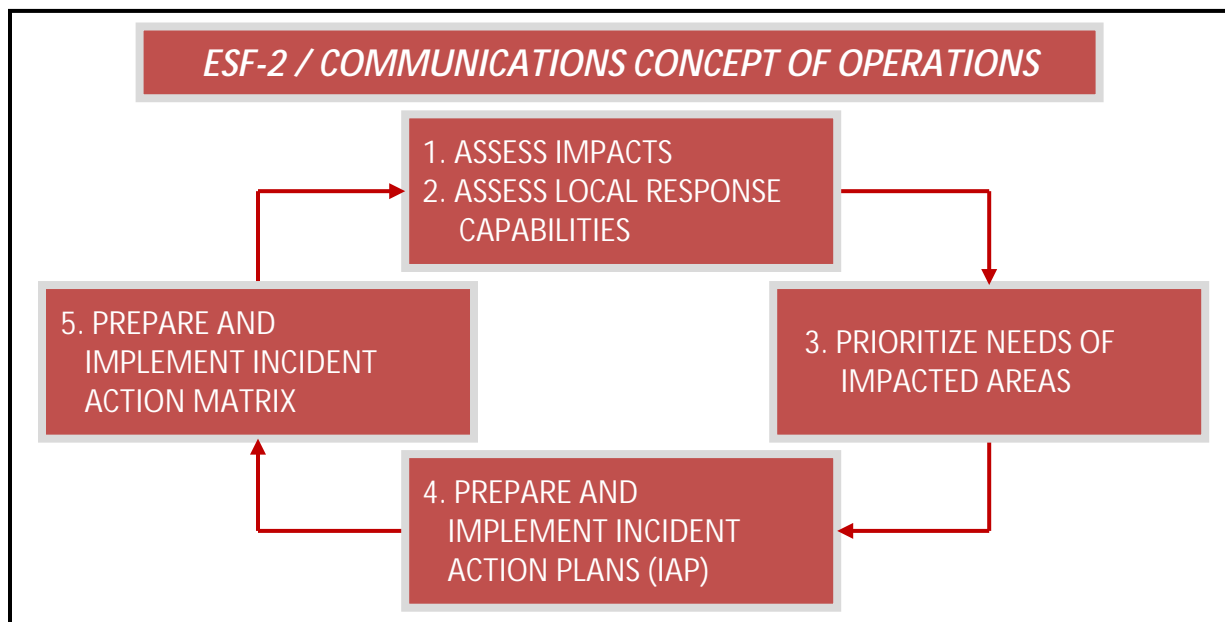 ESF-2 / COMMUNICATIONS CONCEPT OF OPERATIONS
1. ASSESS IMPACTS
2. ASSESS LOCAL RESPONSE
CAPABILITIES
3. PRIORITIZE NEEDS OF
IMPACTED AREAS
4. PREPARE AND
IMPLEMENT INCIDENT
ACTION PLANS (IAP)
5. PREPARE AND
IMPLEMENT INCIDENT
ACTION MATRIX